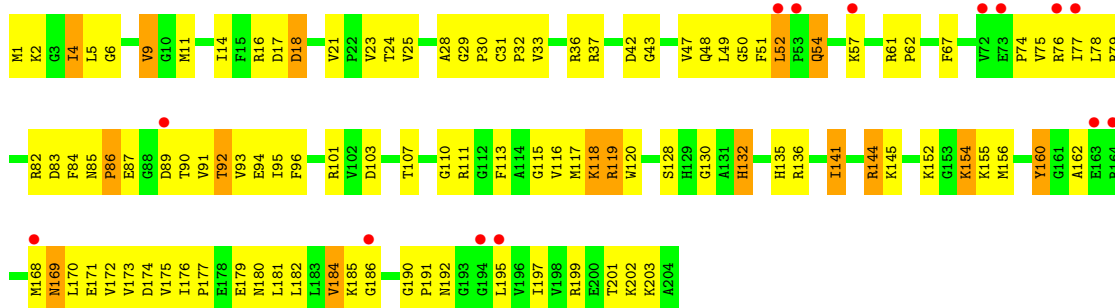 M1 K2 G3 I4 L5 G6 V9 G10 M11 I14 F15 R16 D17 D18 V21 P22 V23 T24 V25 A28 G29 P30 C31 P32 V33 R36 R37 D42 G43 V47 Q48 L49 G50 F51 L52 P53 Q54 K57 R61 P62 F67 V72 E73 P74 V75 R76 I77 L78
R82 D83 F84 N85 P86 E87 G88 D89 T90 V91 T92 V93 E94 I95 F96 R101 V102 D103 T107 G110 R111 G112 F113 A114 G115 V116 M117 K118 R119 W120 S128 H129 G130 A131 H132 H135 R136 I141 R144 K145 K152 G153 K154 K155 M156 Y160 G161 A162 E163 R164
M168 N169 L170 E171 V172 V173 D174 V175 I176 P177 E178 E179 N180 L181 L182 L183 V184 K185 G186 G190 P191 N192 G193 G194 L195 V196 I197 V198 R199 E200 T201 K202 K203 A204